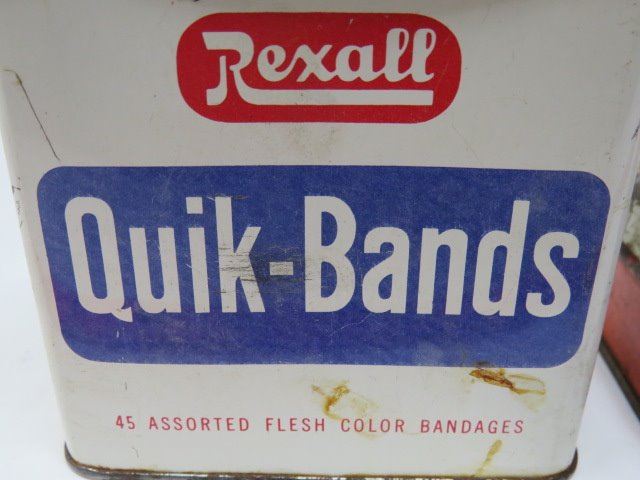 Rexall
Quik-Bands
45 ASSORTED FLESH COLOR BANDAGES